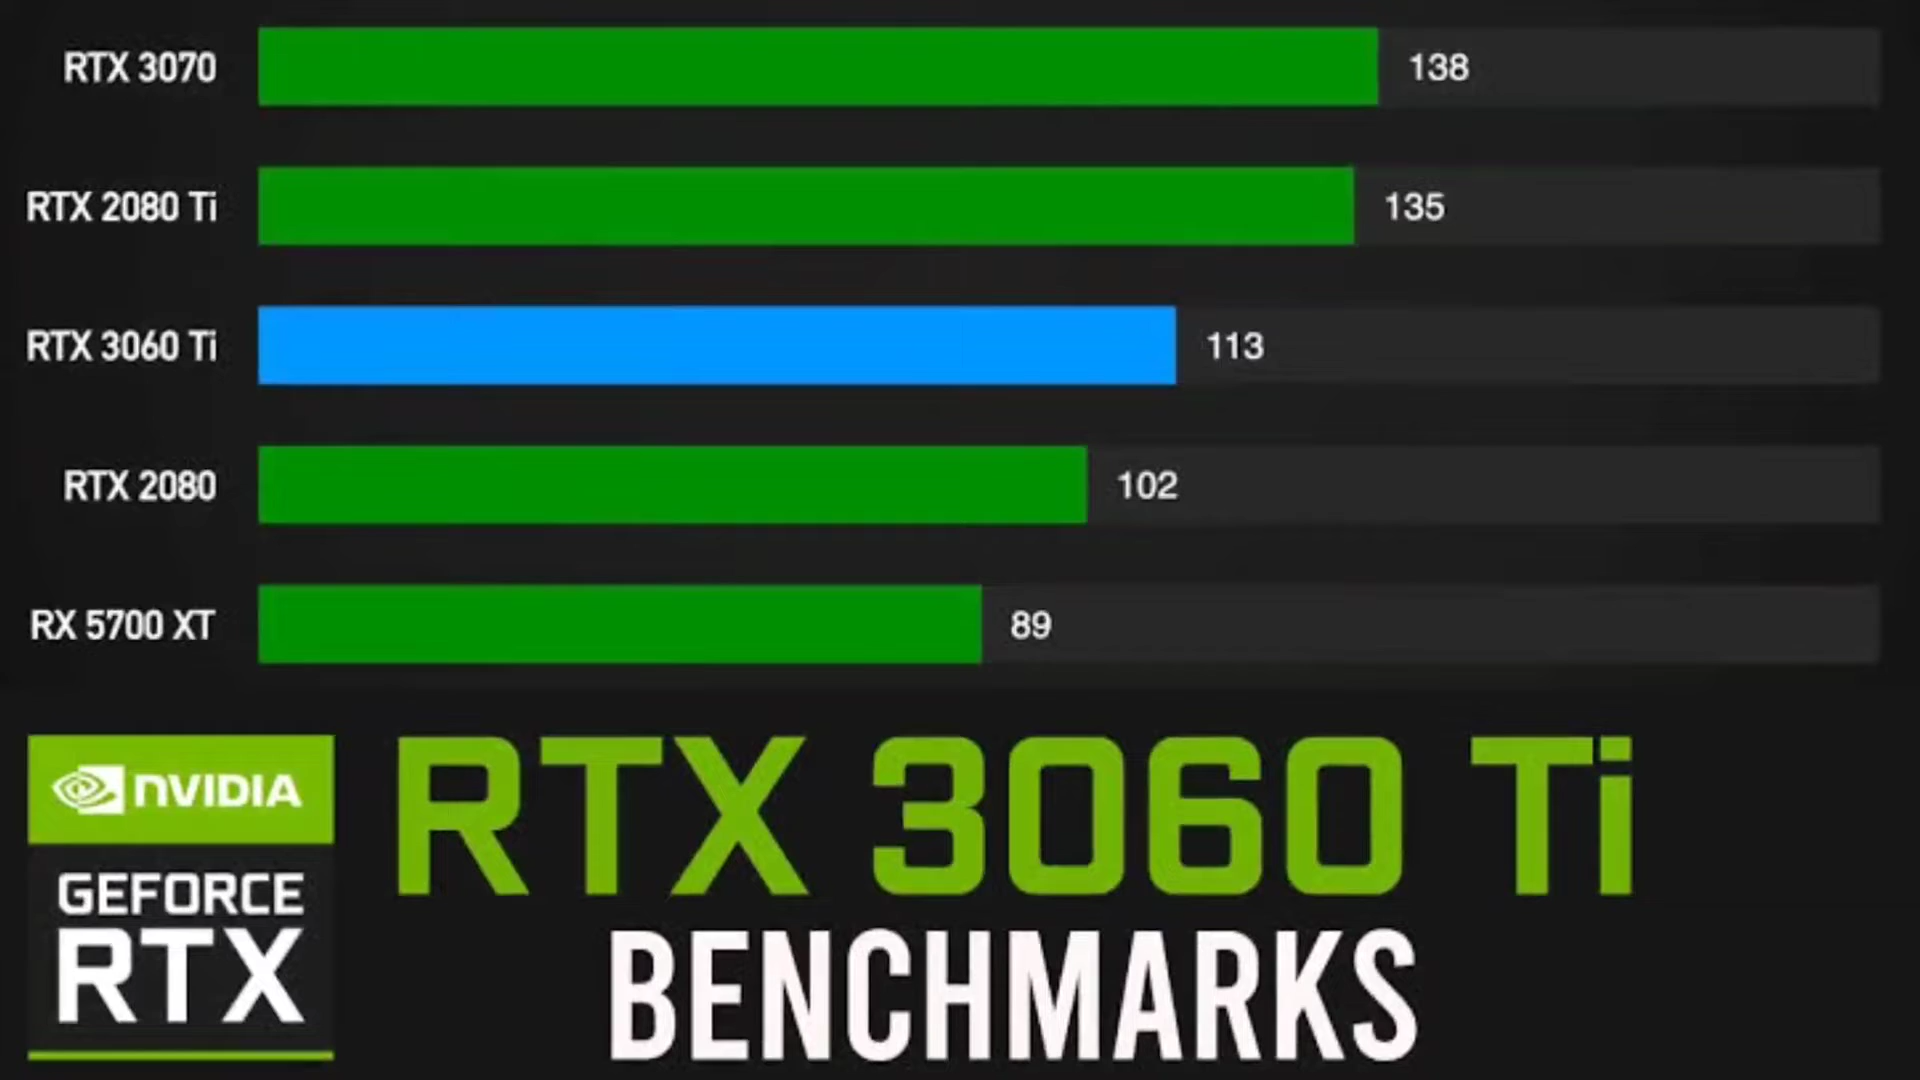 RTX 3070 138
RTX 2080 Ti 135
RTX 3060 Ti 113
RTX 2080 102
RX 5700 XT 89
NVIDIA
GEFORCE
RTX
RTX 3060 Ti
BENCHMARKS